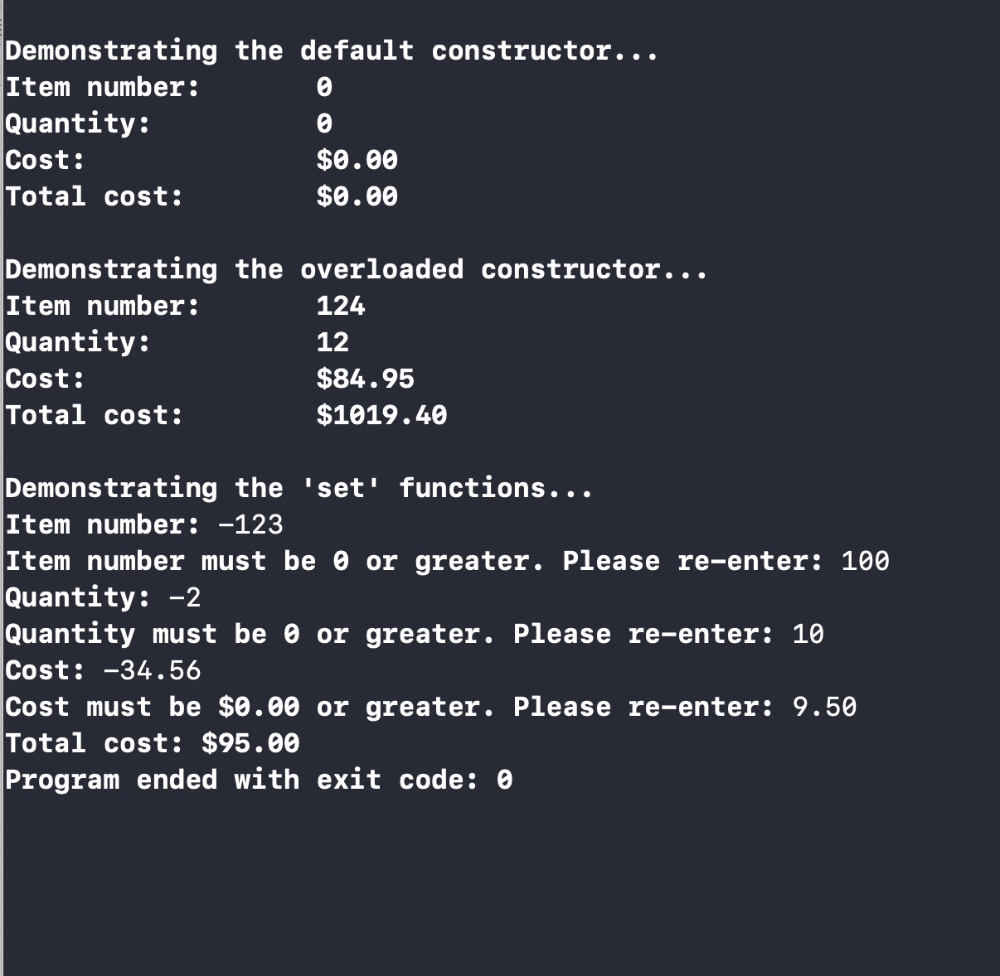 Demonstrating the default constructor...
Item number:       0
Quantity:          0
Cost:              $0.00
Total cost:        $0.00
Demonstrating the overloaded constructor...
Item number:       124
Quantity:          12
Cost:              $84.95
Total cost:        $1019.40
Demonstrating the 'set' functions...
Item number: -123
Item number must be 0 or greater. Please re-enter: 100
Quantity: -2
Quantity must be 0 or greater. Please re-enter: 10
Cost: -34.56
Cost must be $0.00 or greater. Please re-enter: 9.50
Total cost: $95.00
Program ended with exit code: 0